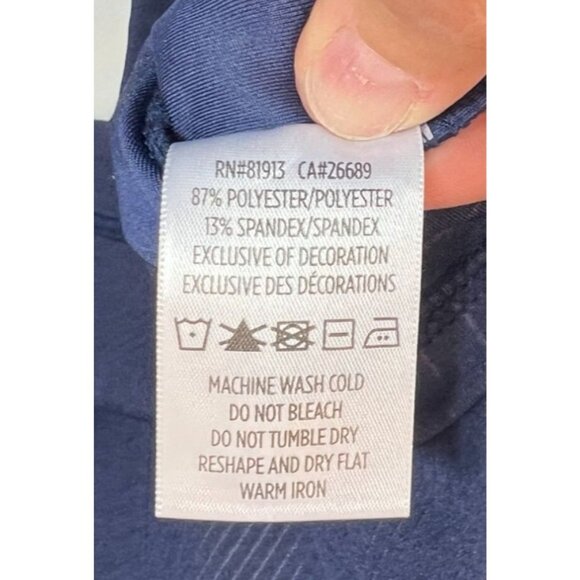 RN#81913 CA#26689
87% POLYESTER/POLYESTER
13% SPANDEX/SPANDEX
EXCLUSIVE OF DECORATION
EXCLUSIVE DES DÉCORATIONS
MACHINE WASH COLD
DO NOT BLEACH
DO NOT TUMBLE DRY
RESHAPE AND DRY FLAT
WARM IRON